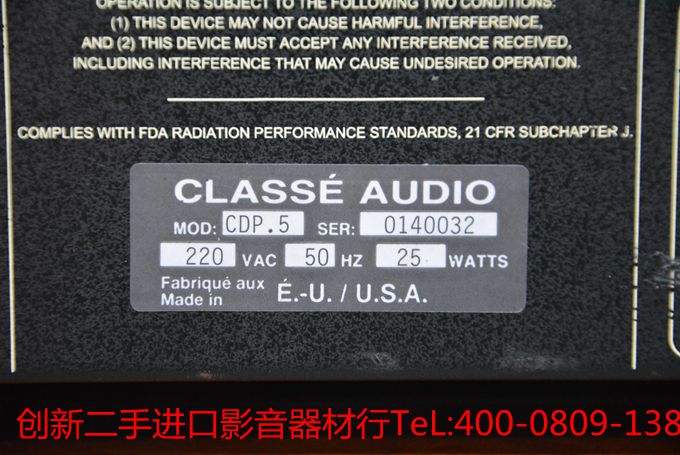 OPERATION IS SUBJECT TO THE FOLLOWING TWO CONDITIONS:
(1) THIS DEVICE MAY NOT CAUSE HARMFUL INTERFERENCE,
AND (2) THIS DEVICE MUST ACCEPT ANY INTERFERENCE RECEIVED,
INCLUDING INTERFERENCE THAT MAY CAUSE UNDESIRED OPERATION.
COMPLIES WITH FDA RADIATION PERFORMANCE STANDARDS, 21 CFR SUBCHAPTER J.
CLASSÉ AUDIO
MOD: CDP.5 SER: 0140032
220 VAC 50 HZ 25 WATTS
Fabriqué aux
Made in É.-U. / U.S.A.
创新二手进口影音器材行TeL:400-0809-138